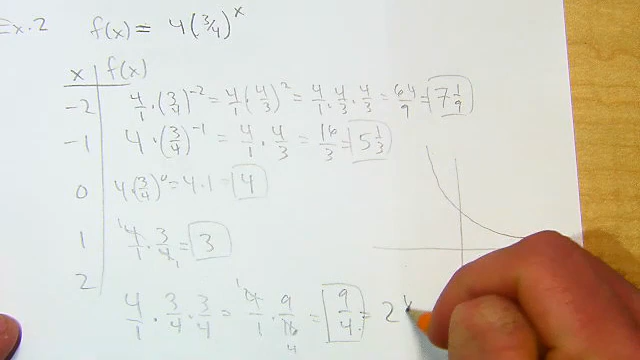 Ex.2 f(x) = 4(3/4)^x
x f(x)
-2 4/1 · (3/4)^-2 = 4/1 · (4/3)^2 = 4/1 · 4/3 · 4/3 = 64/9 = 7 1/9
-1 4 · (3/4)^-1 = 4/1 · 4/3 = 16/3 = 5 1/3
0 4 · (3/4)^0 = 4 · 1 = 4
1 4/1 · 3/4 = 3
2 4/1 · 3/4 · 3/4 = 4/1 · 9/16 = 9/4 = 2